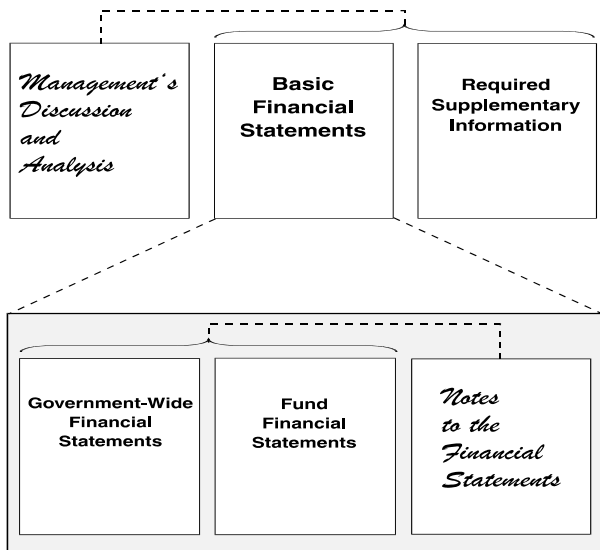 Management's
Discussion
and
Analysis
Basic
Financial
Statements
Required
Supplementary
Information
Government-Wide
Financial
Statements
Fund
Financial
Statements
Notes
to the
Financial
Statements